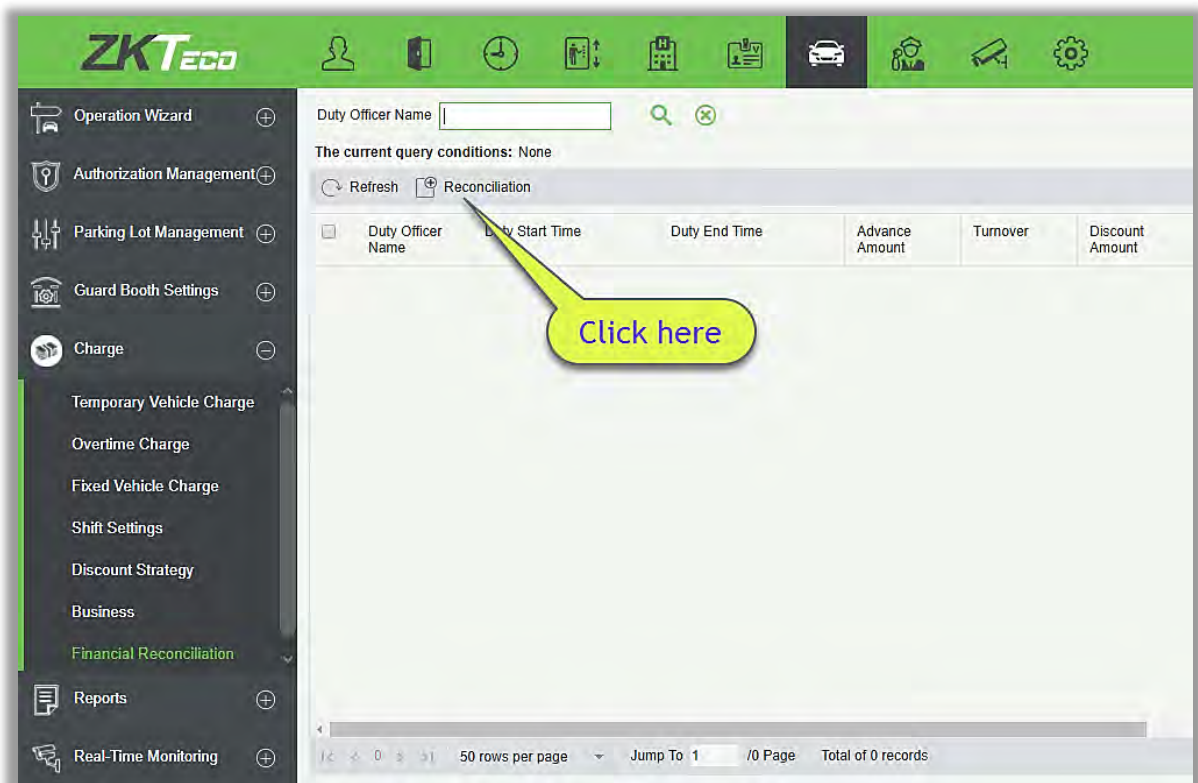 ZKTECO
Operation Wizard
Authorization Management
Parking Lot Management
Guard Booth Settings
Charge
Temporary Vehicle Charge
Overtime Charge
Fixed Vehicle Charge
Shift Settings
Discount Strategy
Business
Financial Reconciliation
Reports
Real-Time Monitoring
Duty Officer Name
The current query conditions: None
Refresh Reconciliation
Duty Officer Name Duty Start Time Duty End Time Advance Amount Turnover Discount Amount
Click here
0 50 rows per page Jump To 1 /0 Page Total of 0 records